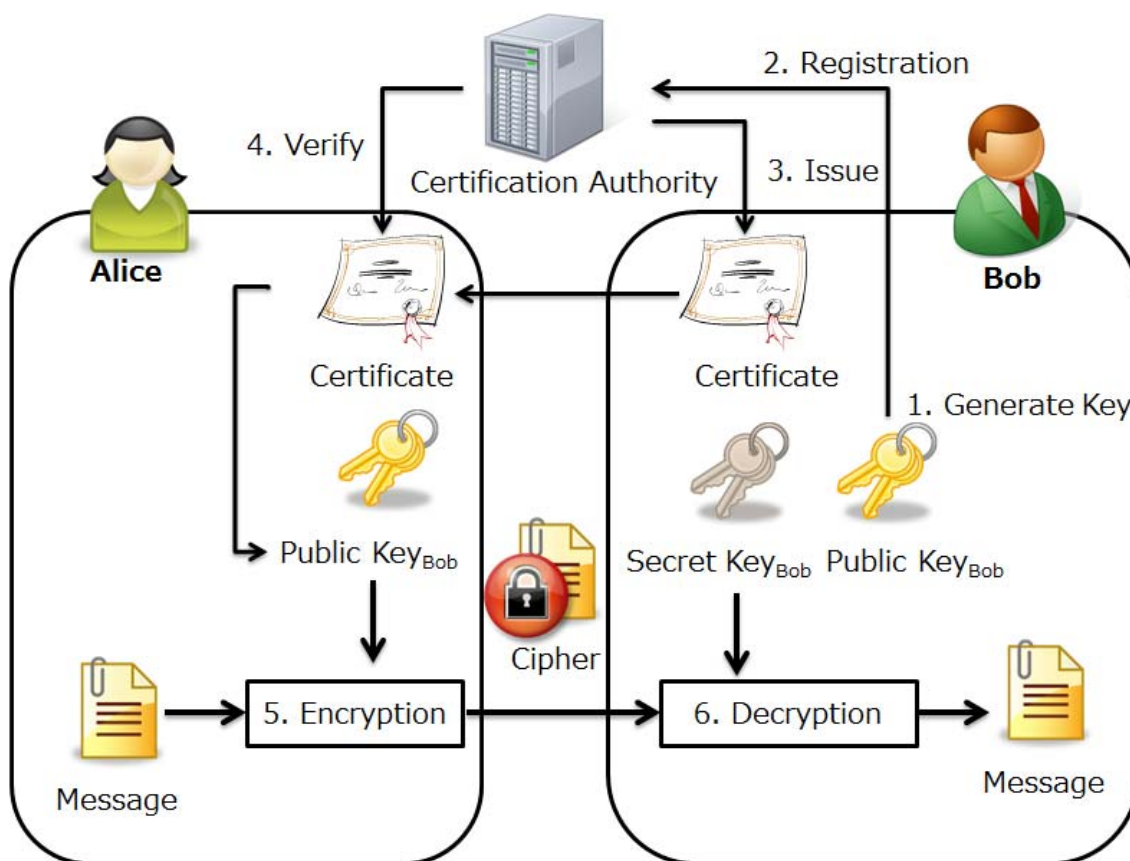 2. Registration
4. Verify
3. Issue
Certification Authority
Alice
Bob
Certificate
Certificate
1. Generate Key
Public KeyBob
Secret KeyBob
Public KeyBob
Cipher
5. Encryption
6. Decryption
Message
Message